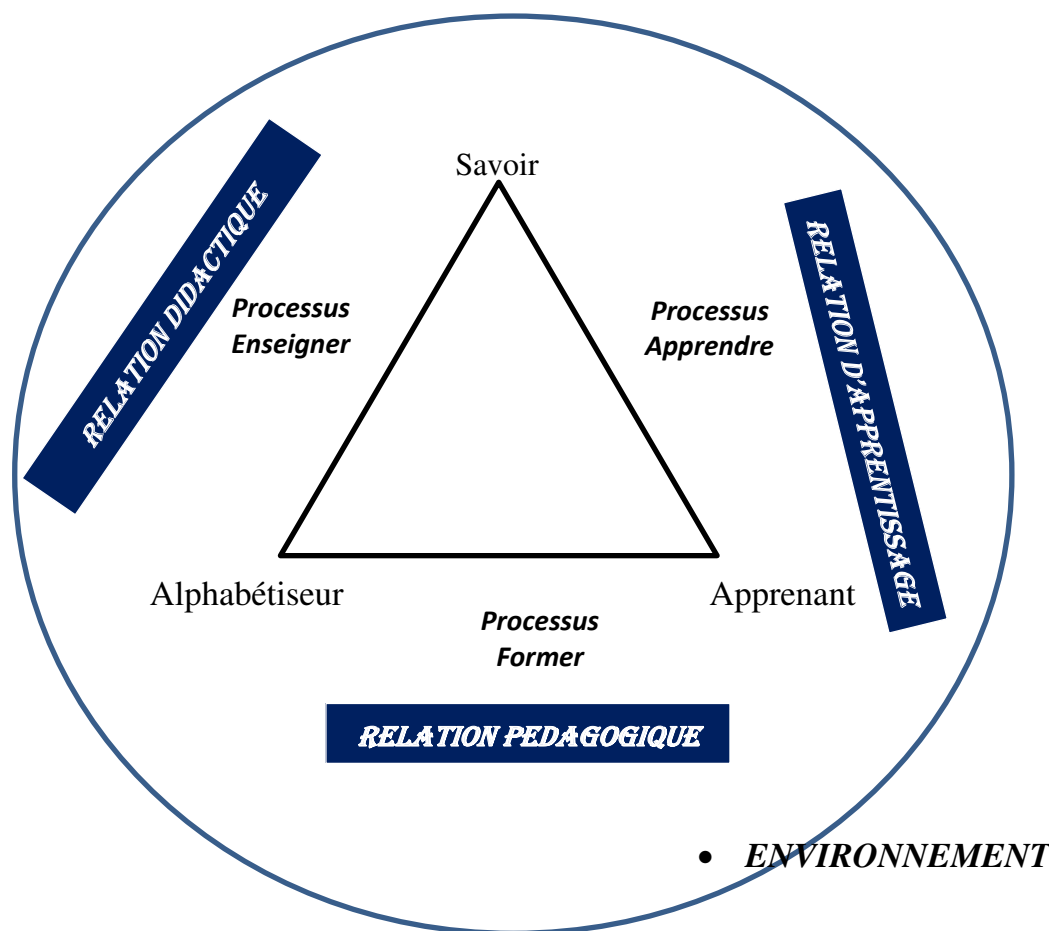 Savoir
RELATION DIDACTIQUE
RELATION D'APPRENTISSAGE
Processus
Enseigner
Processus
Apprendre
Alphabétiseur
Apprenant
Processus
Former
RELATION PEDAGOGIQUE
• ENVIRONNEMENT